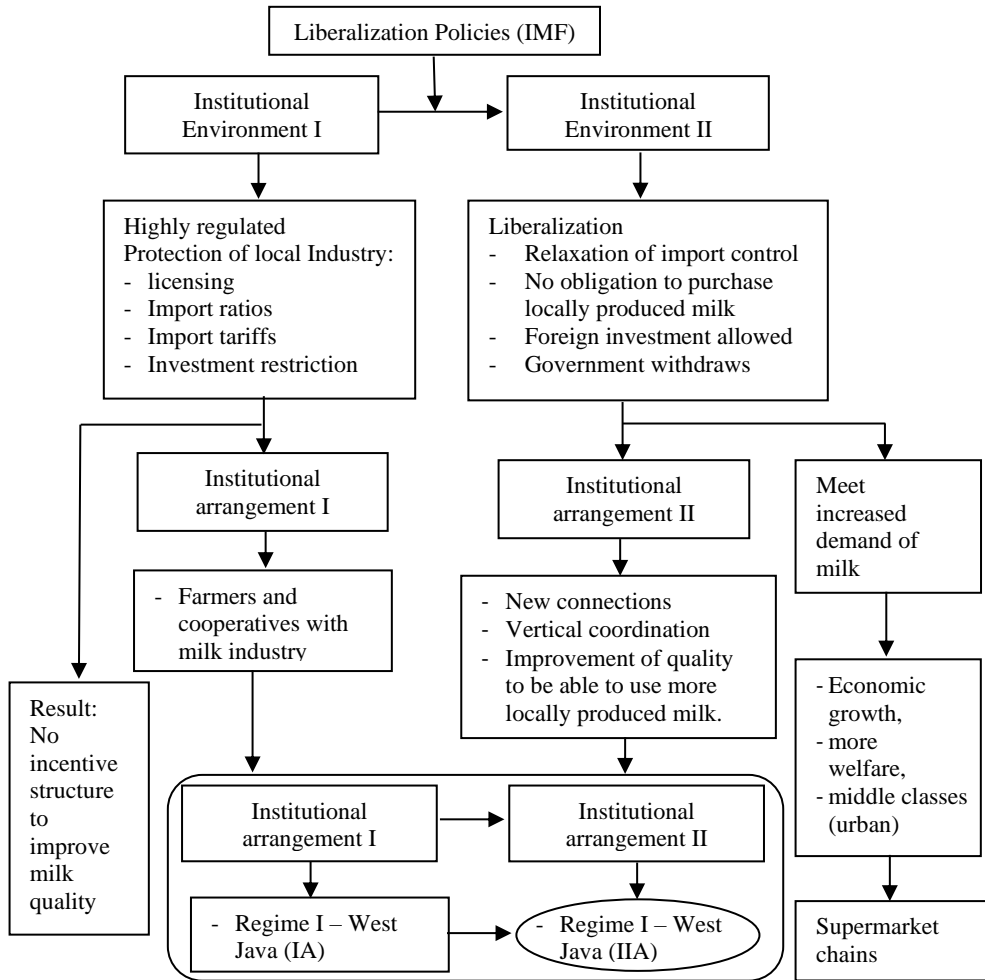 Liberalization Policies (IMF)
Institutional
Environment I
Institutional
Environment II
Highly regulated
Protection of local Industry:
- licensing
- Import ratios
- Import tariffs
- Investment restriction
Liberalization
- Relaxation of import control
- No obligation to purchase
locally produced milk
- Foreign investment allowed
- Government withdraws
Institutional
arrangement I
Institutional
arrangement II
Meet
increased
demand of
milk
- Farmers and
cooperatives with
milk industry
- New connections
- Vertical coordination
- Improvement of quality
to be able to use more
locally produced milk.
Result:
No
incentive
structure
to
improve
milk
quality
- Economic
growth,
- more
welfare,
- middle classes
(urban)
Institutional
arrangement I
Institutional
arrangement II
- Regime I – West
Java (IA)
- Regime I – West
Java (IIA)
Supermarket
chains